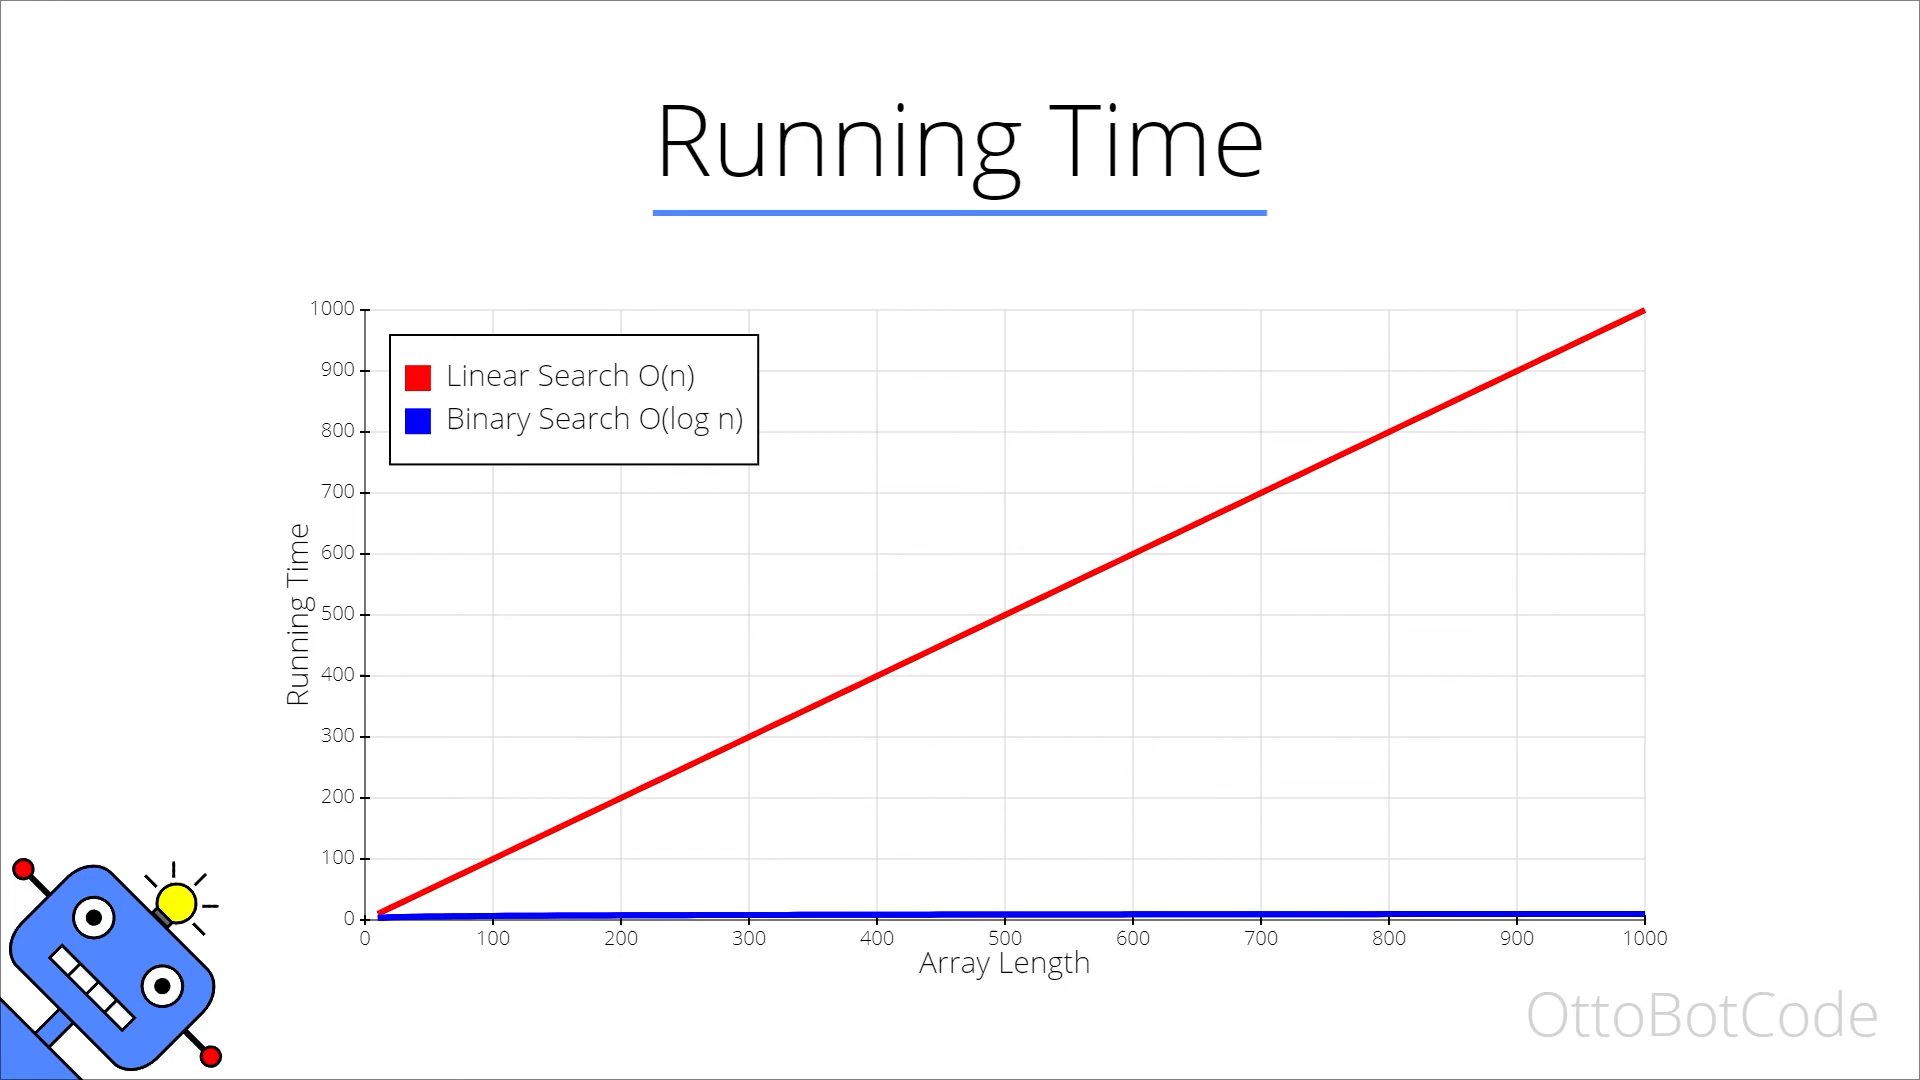 Running Time
1000
900
800
700
600
500
400
300
200
100
0
Running Time
Linear Search O(n)
Binary Search O(log n)
0 100 200 300 400 500 600 700 800 900 1000
Array Length
OttoBotCode